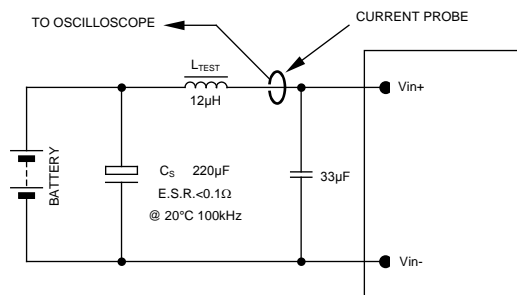 TO OSCILLOSCOPE
CURRENT PROBE
LTEST
12μH
Vin+
BATTERY
CS 220μF
E.S.R.<0.1Ω
@ 20°C 100kHz
33μF
Vin-